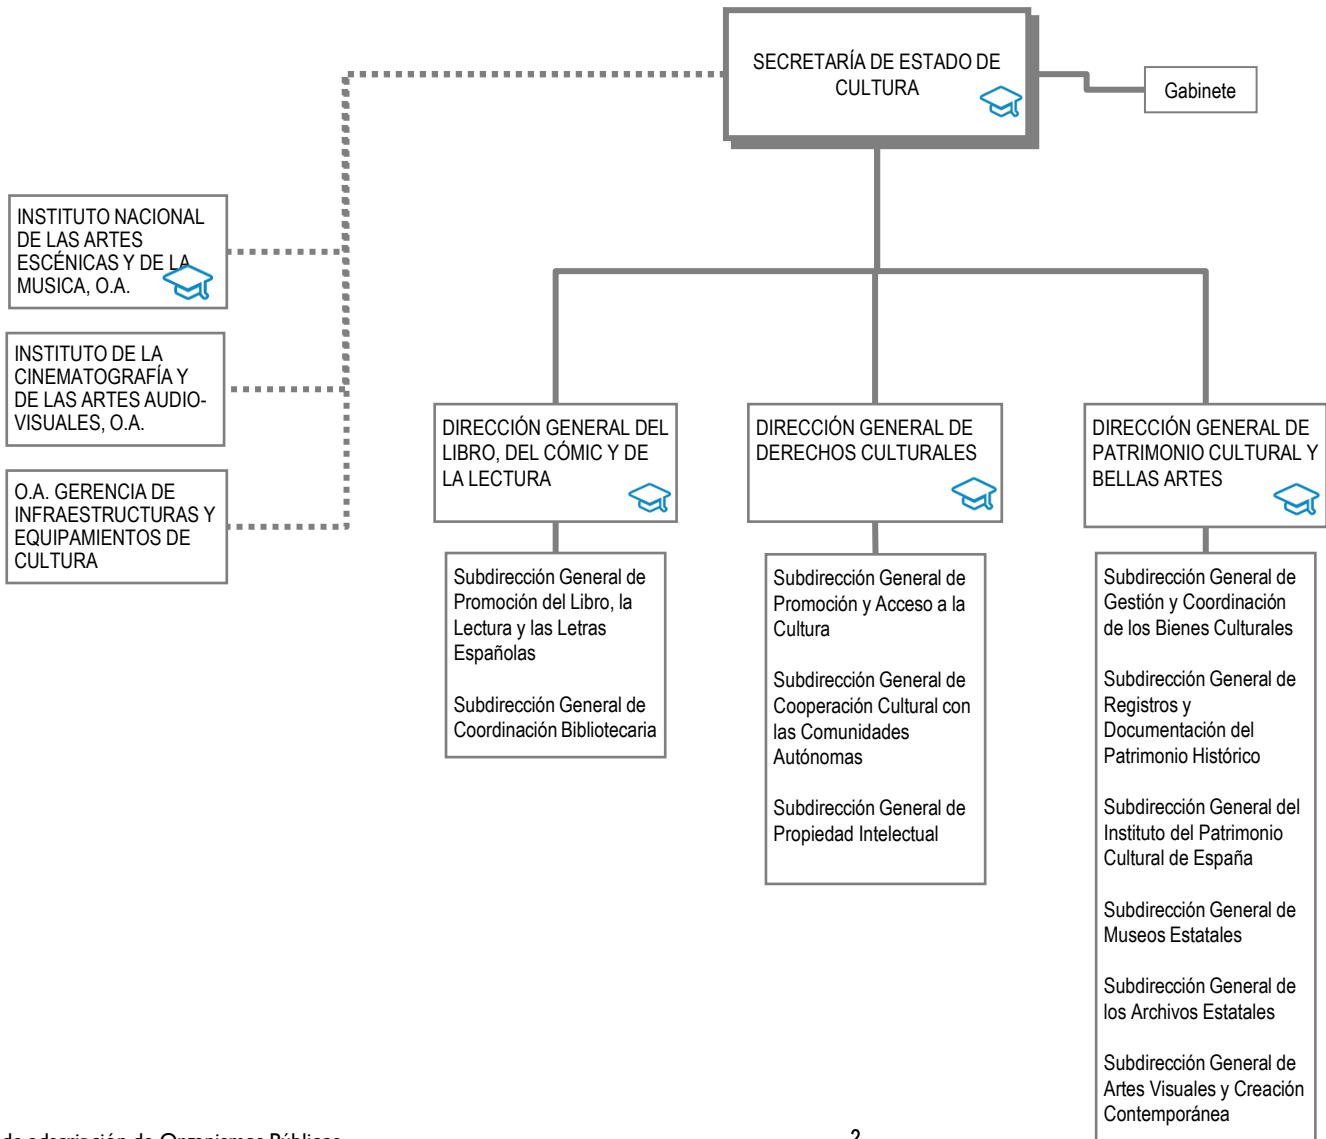 SECRETARÍA DE ESTADO DE
CULTURA
Gabinete
INSTITUTO NACIONAL
DE LAS ARTES
ESCÉNICAS Y DE LA
MUSICA, O.A.
INSTITUTO DE LA
CINEMATOGRAFÍA Y
DE LAS ARTES AUDIO-
VISUALES, O.A.
O.A. GERENCIA DE
INFRAESTRUCTURAS Y
EQUIPAMIENTOS DE
CULTURA
DIRECCIÓN GENERAL DEL
LIBRO, DEL CÓMIC Y DE
LA LECTURA
Subdirección General de
Promoción del Libro, la
Lectura y las Letras
Españolas
Subdirección General de
Coordinación Bibliotecaria
DIRECCIÓN GENERAL DE
DERECHOS CULTURALES
Subdirección General de
Promoción y Acceso a la
Cultura
Subdirección General de
Cooperación Cultural con
las Comunidades
Autónomas
Subdirección General de
Propiedad Intelectual
DIRECCIÓN GENERAL DE
PATRIMONIO CULTURAL Y
BELLAS ARTES
Subdirección General de
Gestión y Coordinación
de los Bienes Culturales
Subdirección General de
Registros y
Documentación del
Patrimonio Histórico
Subdirección General del
Instituto del Patrimonio
Cultural de España
Subdirección General de
Museos Estatales
Subdirección General de
los Archivos Estatales
Subdirección General de
Artes Visuales y Creación
Contemporánea
de adscripción de Organismos Públicos
2